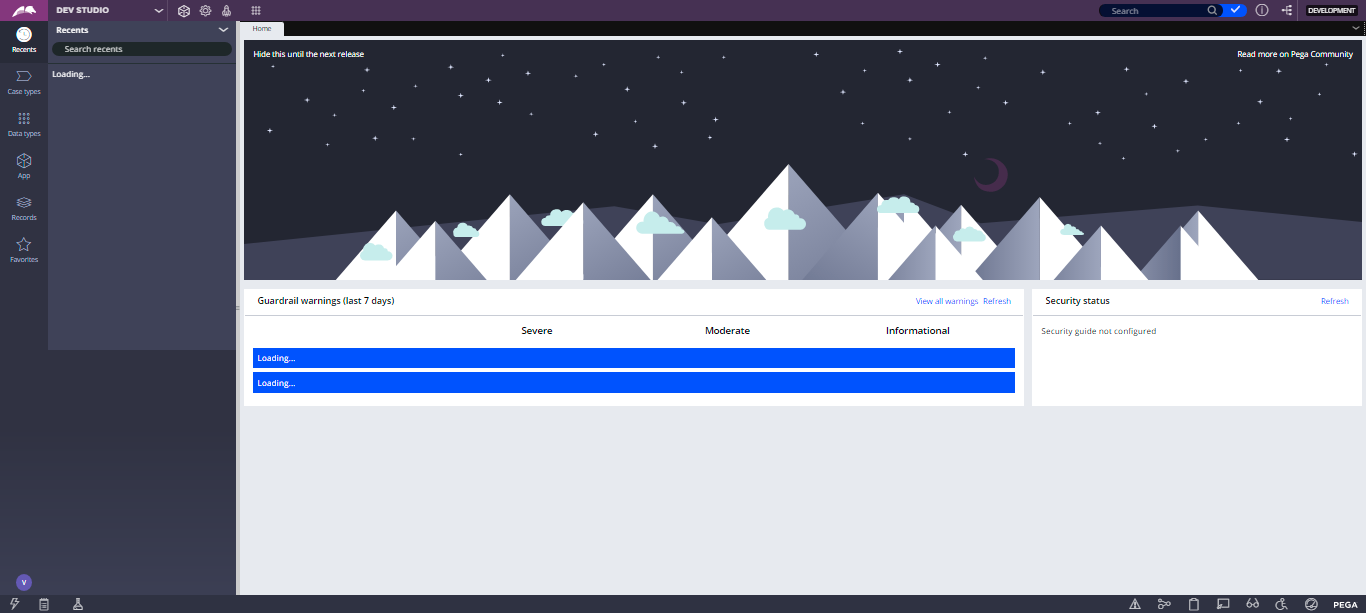 DEV STUDIO
Search
DEVELOPMENT
Recents
Case types
Data types
App
Records
Favorites
V
Recents
Search recents
Loading...
Home
Hide this until the next release
Read more on Pega Community
Guardrail warnings (last 7 days)
View all warnings Refresh
Severe Moderate Informational
Loading...
Loading...
Security status
Refresh
Security guide not configured
PEGA